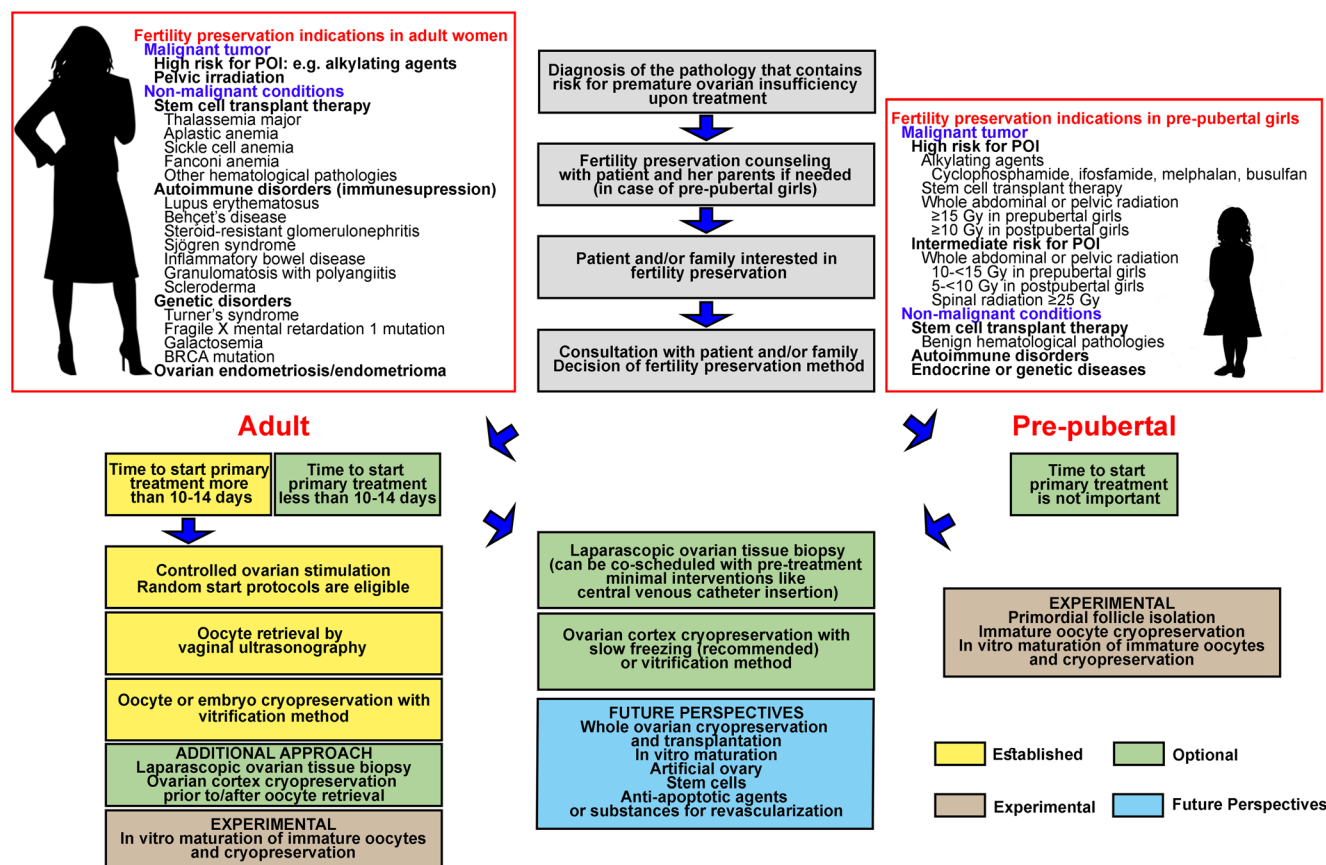 Fertility preservation indications in adult women
Malignant tumor
High risk for POI: e.g. alkylating agents
Pelvic irradiation
Non-malignant conditions
Stem cell transplant therapy
Thalassemia major
Aplastic anemia
Sickle cell anemia
Fanconi anemia
Other hematological pathologies
Autoimmune disorders (immunesupression)
Lupus erythematosus
Behçet's disease
Steroid-resistant glomerulonephritis
Sjögren syndrome
Inflammatory bowel disease
Granulomatosis with polyangiitis
Scleroderma
Genetic disorders
Turner's syndrome
Fragile X mental retardation 1 mutation
Galactosemia
BRCA mutation
Ovarian endometriosis/endometrioma
Diagnosis of the pathology that contains
risk for premature ovarian insufficiency
upon treatment
Fertility preservation counseling
with patient and her parents if needed
(in case of pre-pubertal girls)
Patient and/or family interested in
fertility preservation
Consultation with patient and/or family
Decision of fertility preservation method
Fertility preservation indications in pre-pubertal girls
Malignant tumor
High risk for POI
Alkylating agents
Cyclophosphamide, ifosfamide, melphalan, busulfan
Stem cell transplant therapy
Whole abdominal or pelvic radiation
≥15 Gy in prepubertal girls
≥10 Gy in postpubertal girls
Intermediate risk for POI
Whole abdominal or pelvic radiation
10-<15 Gy in prepubertal girls
5-<10 Gy in postpubertal girls
Spinal radiation ≥25 Gy
Non-malignant conditions
Stem cell transplant therapy
Benign hematological pathologies
Autoimmune disorders
Endocrine or genetic diseases
Adult
Time to start primary
treatment more
than 10-14 days
Time to start
primary treatment
less than 10-14 days
Controlled ovarian stimulation
Random start protocols are eligible
Oocyte retrieval by
vaginal ultrasonography
Oocyte or embryo cryopreservation with
vitrification method
ADDITIONAL APPROACH
Laparascopic ovarian tissue biopsy
Ovarian cortex cryopreservation
prior to/after oocyte retrieval
EXPERIMENTAL
In vitro maturation of immature oocytes
and cryopreservation
Laparascopic ovarian tissue biopsy
(can be co-scheduled with pre-treatment
minimal interventions like
central venous catheter insertion)
Ovarian cortex cryopreservation with
slow freezing (recommended)
or vitrification method
FUTURE PERSPECTIVES
Whole ovarian cryopreservation
and transplantation
In vitro maturation
Artificial ovary
Stem cells
Anti-apoptotic agents
or substances for revascularization
Pre-pubertal
Time to start
primary treatment
is not important
EXPERIMENTAL
Primordial follicle isolation
Immature oocyte cryopreservation
In vitro maturation of immature oocytes
and cryopreservation
Established
Optional
Experimental
Future Perspectives